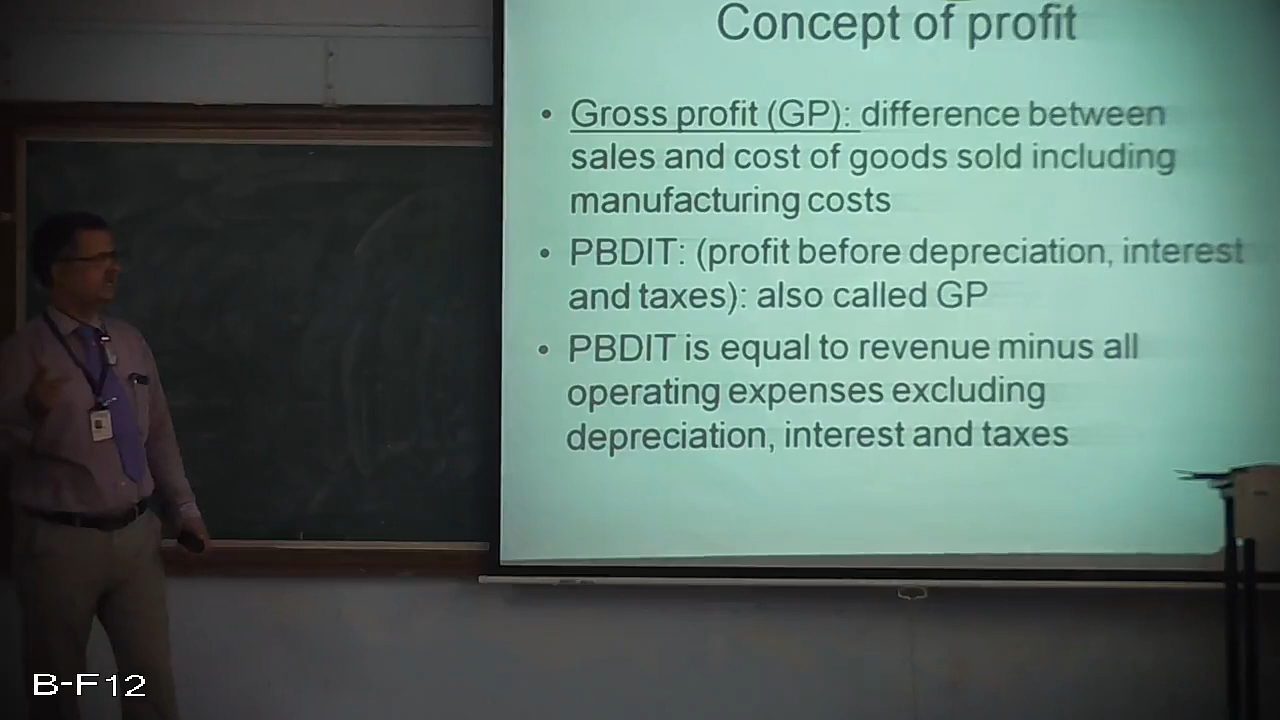 Concept of profit
• Gross profit (GP): difference between
sales and cost of goods sold including
manufacturing costs
• PBDIT: (profit before depreciation, interest
and taxes): also called GP
• PBDIT is equal to revenue minus all
operating expenses excluding
depreciation, interest and taxes
B-F12